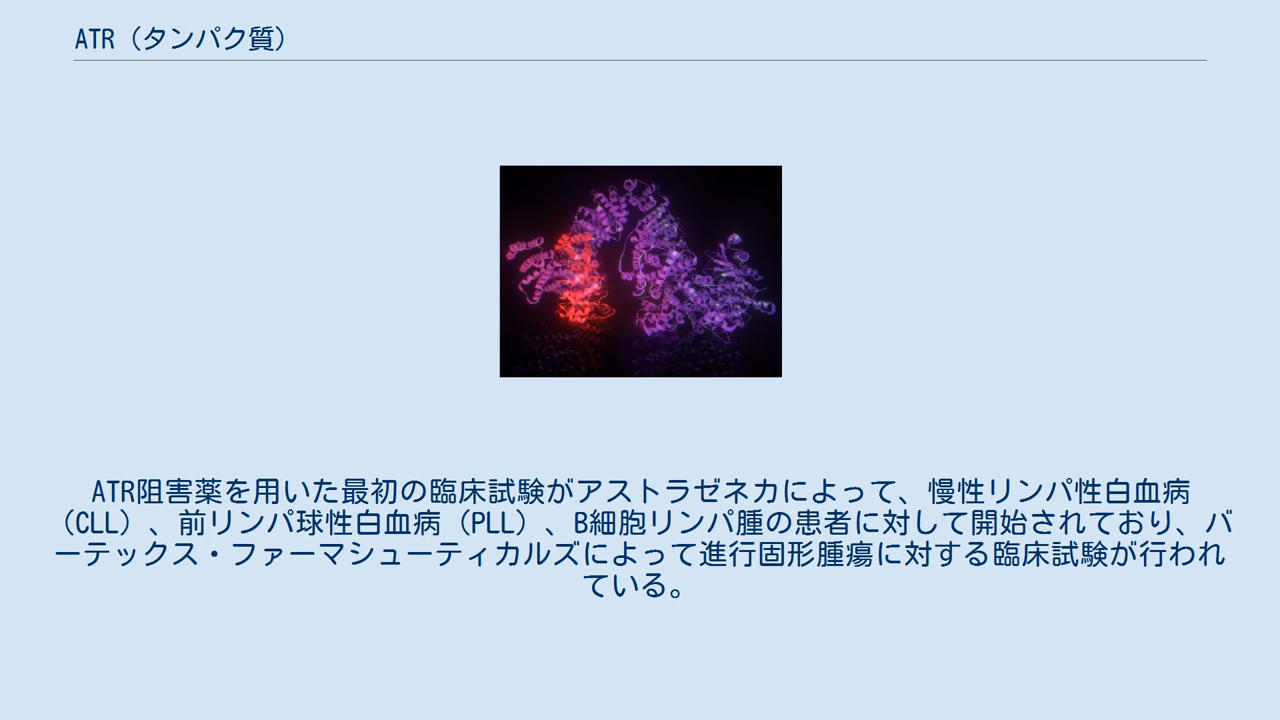 ATR（タンパク質）
ATR阻害薬を用いた最初の臨床試験がアストラゼネカによって、慢性リンパ性白血病
（CLL）、前リンパ球性白血病（PLL）、B細胞リンパ腫の患者に対して開始されており、バ
ーテックス・ファーマシューティカルズによって進行固形腫瘍に対する臨床試験が行われ
ている。